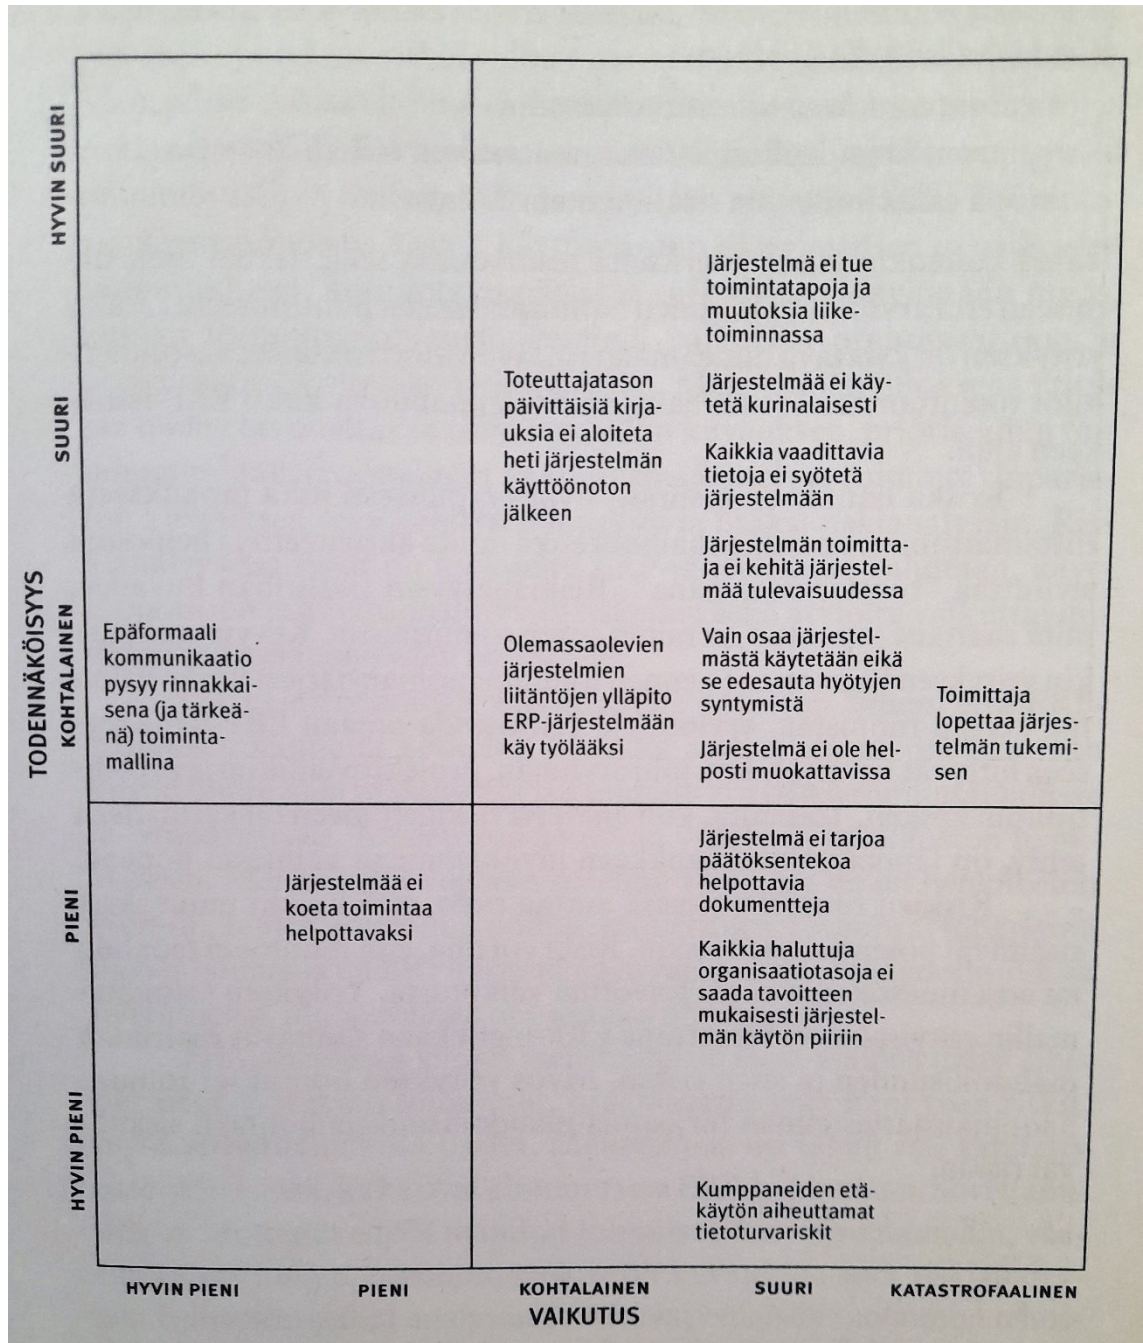 TODENNÄKÖISYYS
HYVIN SUURI
SUURI
KOHTALAINEN
PIENI
HYVIN PIENI
Järjestelmä ei tue
toimintatapoja ja
muutoksia liike-
toiminnassa
Toteuttajatason
päivittäisiä kirja-
uksia ei aloiteta
heti järjestelmän
käyttöönoton
jälkeen
Järjestelmää ei käy-
tetä kurinalaisesti
Kaikkia vaadittavia
tietoja ei syötetä
järjestelmään
Järjestelmän toimitta-
ja ei kehitä järjestel-
mää tulevaisuudessa
Epäformaali
kommunikaatio
pysyy rinnakkai-
sena (ja tärkeä-
nä) toiminta-
mallina
Olemassaolevien
järjestelmien
liitäntöjen ylläpito
ERP-järjestelmään
käy työlääksi
Vain osaa järjestel-
mästä käytetään eikä
se edesauta hyötyjen
syntymistä
Järjestelmä ei ole hel-
posti muokattavissa
Toimittaja
lopettaa järjes-
telmän tukemi-
sen
Järjestelmää ei
koeta toimintaa
helpottavaksi
Järjestelmä ei tarjoa
päätöksentekoa
helpottavia
dokumentteja
Kaikkia haluttuja
organisaatiotasoja ei
saada tavoitteen
mukaisesti järjestel-
män käytön piiriin
Kumppaneiden etä-
käytön aiheuttamat
tietoturvariskit
HYVIN PIENI
PIENI
KOHTALAINEN
SUURI
KATASTROFAALINEN
VAIKUTUS